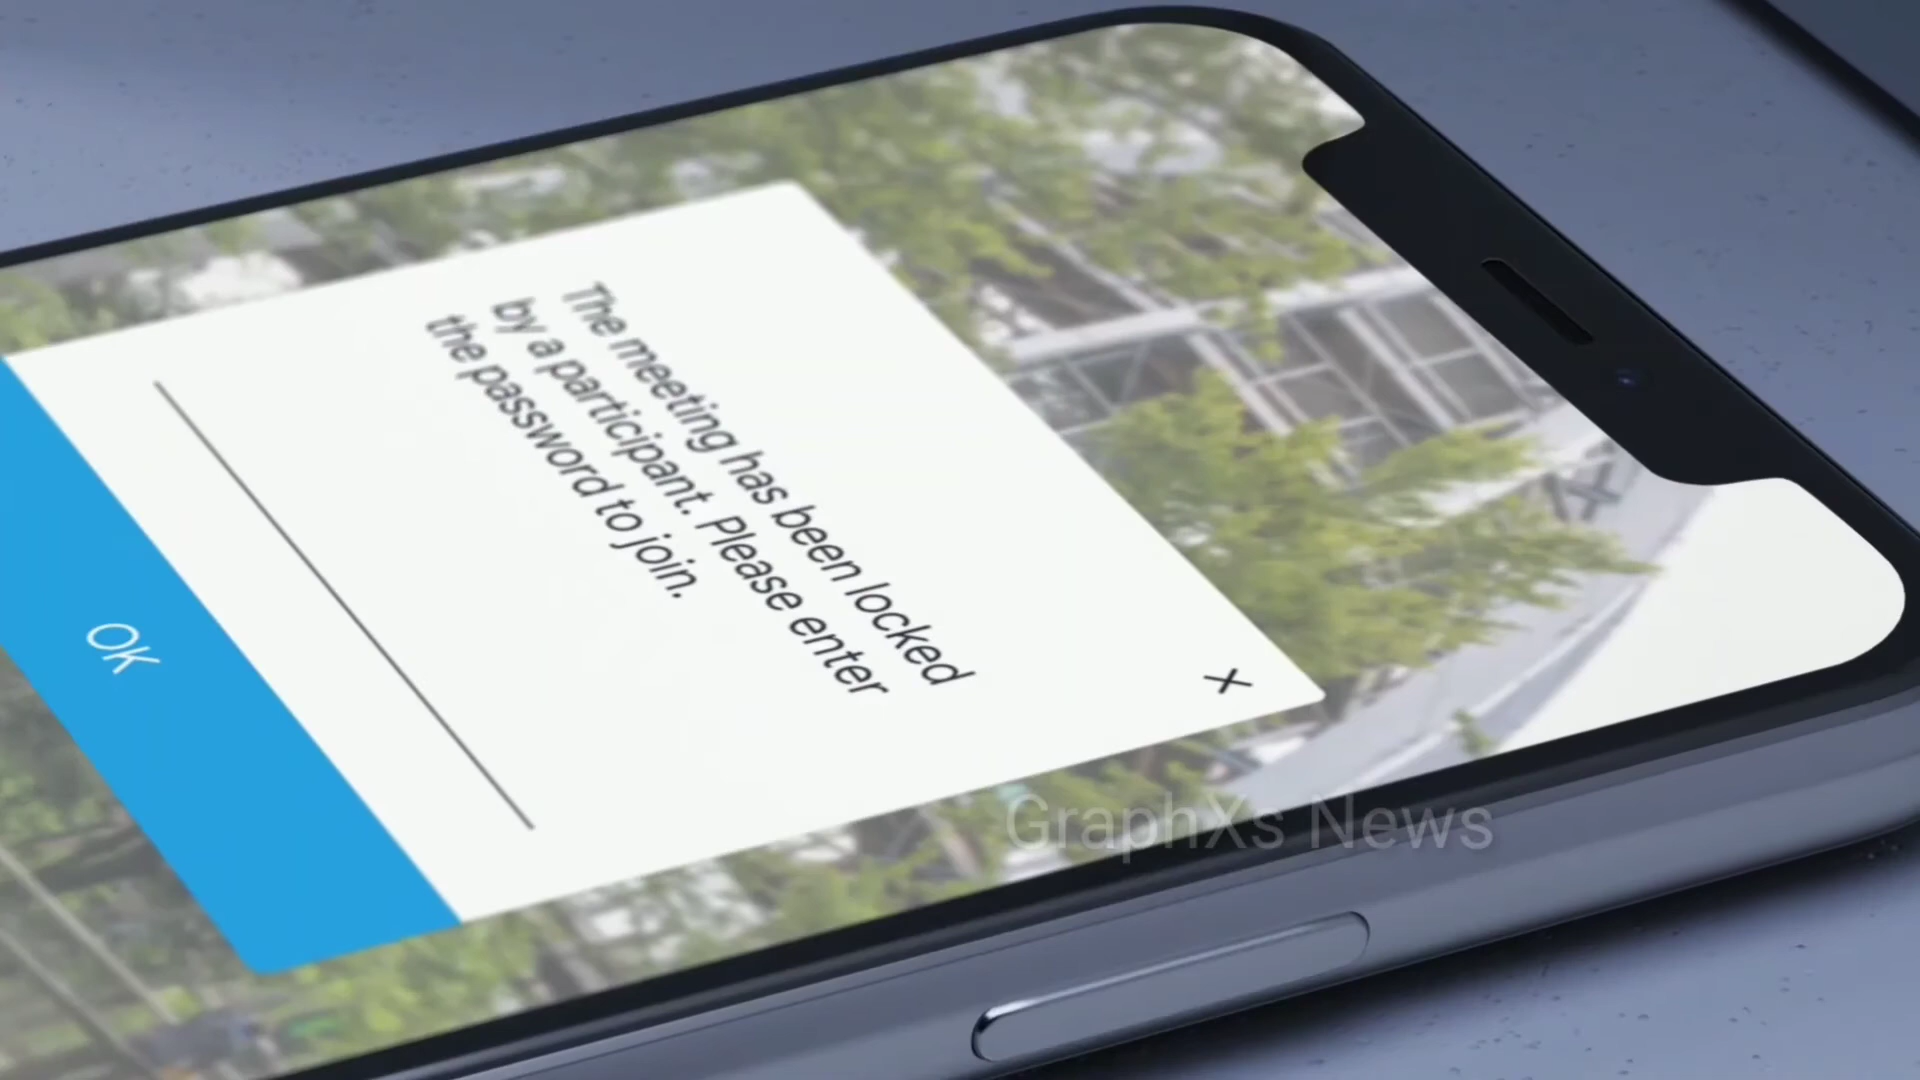 The meeting has been locked
by a participant. Please enter
the password to join.
OK
GraphXs News